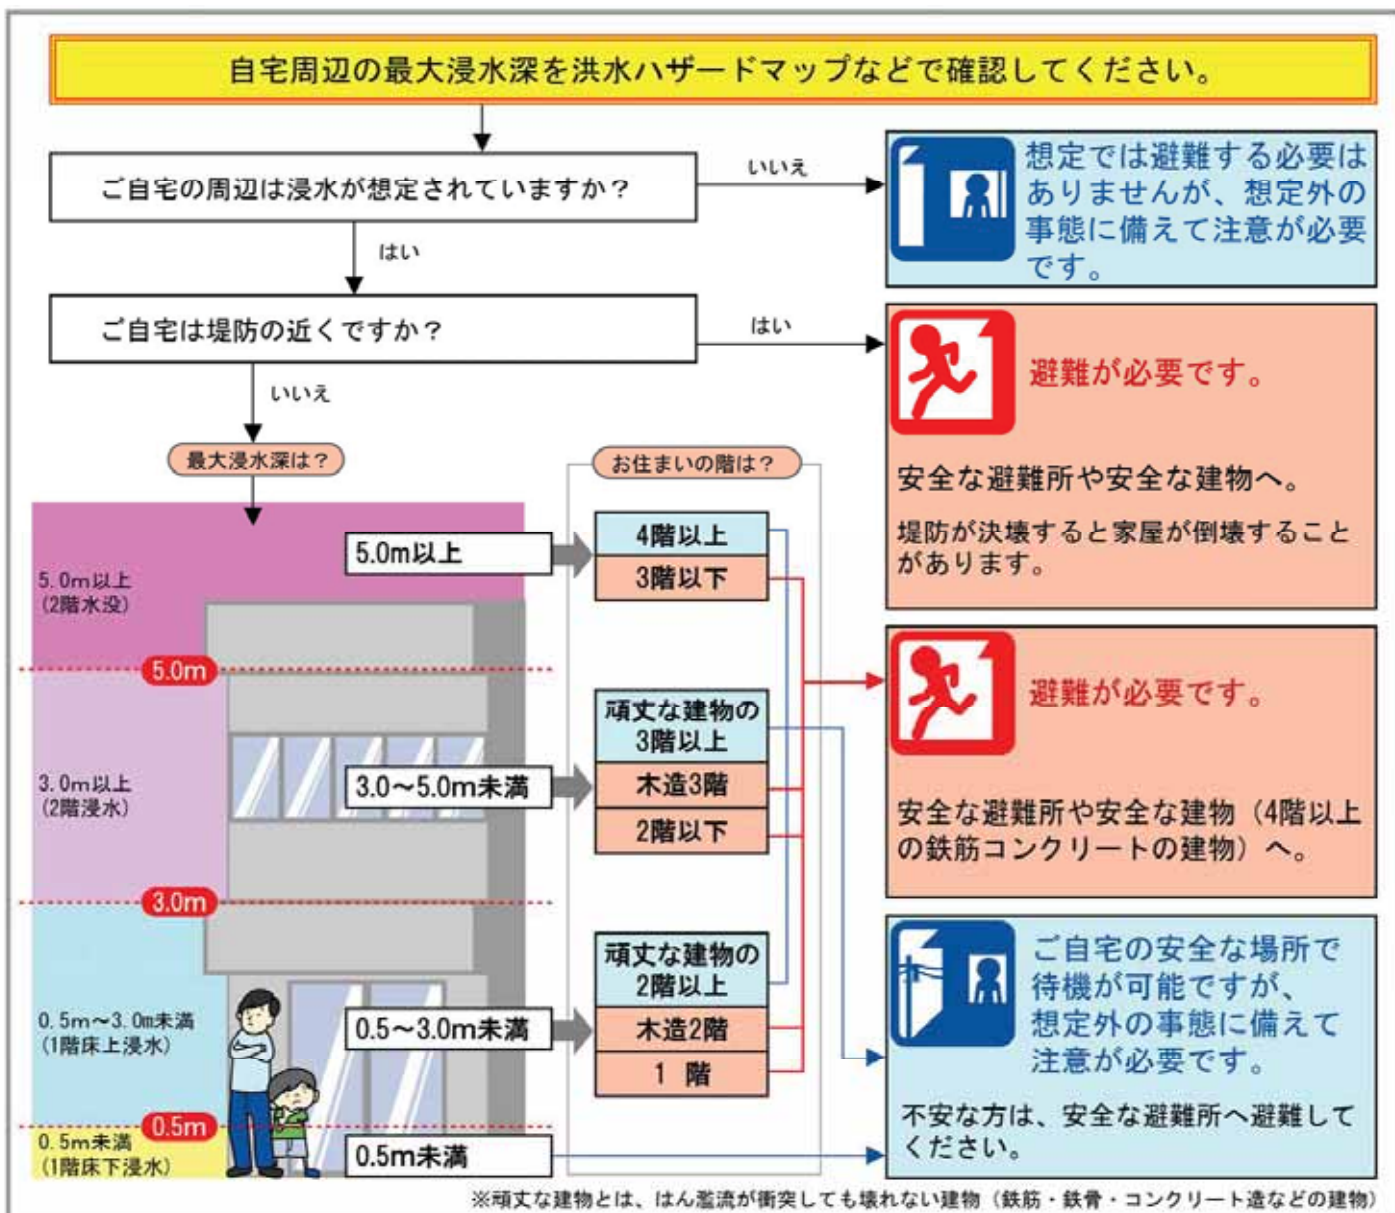 自宅周辺の最大浸水深を洪水ハザードマップなどで確認してください。
ご自宅の周辺は浸水が想定されていますか？
いいえ
想定では避難する必要は
ありませんが、想定外の
事態に備えて注意が必要
です。
はい
ご自宅は堤防の近くですか？
はい
避難が必要です。
安全な避難所や安全な建物へ。
堤防が決壊すると家屋が倒壊すること
があります。
いいえ
最大浸水深は？
お住まいの階は？
5.0m以上
(2階水没)
5.0m以上
4階以上
3階以下
5.0m
3.0m以上
(2階浸水)
3.0～5.0m未満
頑丈な建物の
3階以上
木造3階
2階以下
避難が必要です。
安全な避難所や安全な建物（4階以上
の鉄筋コンクリートの建物）へ。
3.0m
0.5m～3.0m未満
(1階床上浸水)
0.5～3.0m未満
頑丈な建物の
2階以上
木造2階
1 階
ご自宅の安全な場所で
待機が可能ですが、
想定外の事態に備えて
注意が必要です。
不安な方は、安全な避難所へ避難して
ください。
0.5m
0.5m未満
(1階床下浸水)
0.5m未満
※頑丈な建物とは、はん濫流が衝突しても壊れない建物（鉄筋・鉄骨・コンクリート造などの建物）